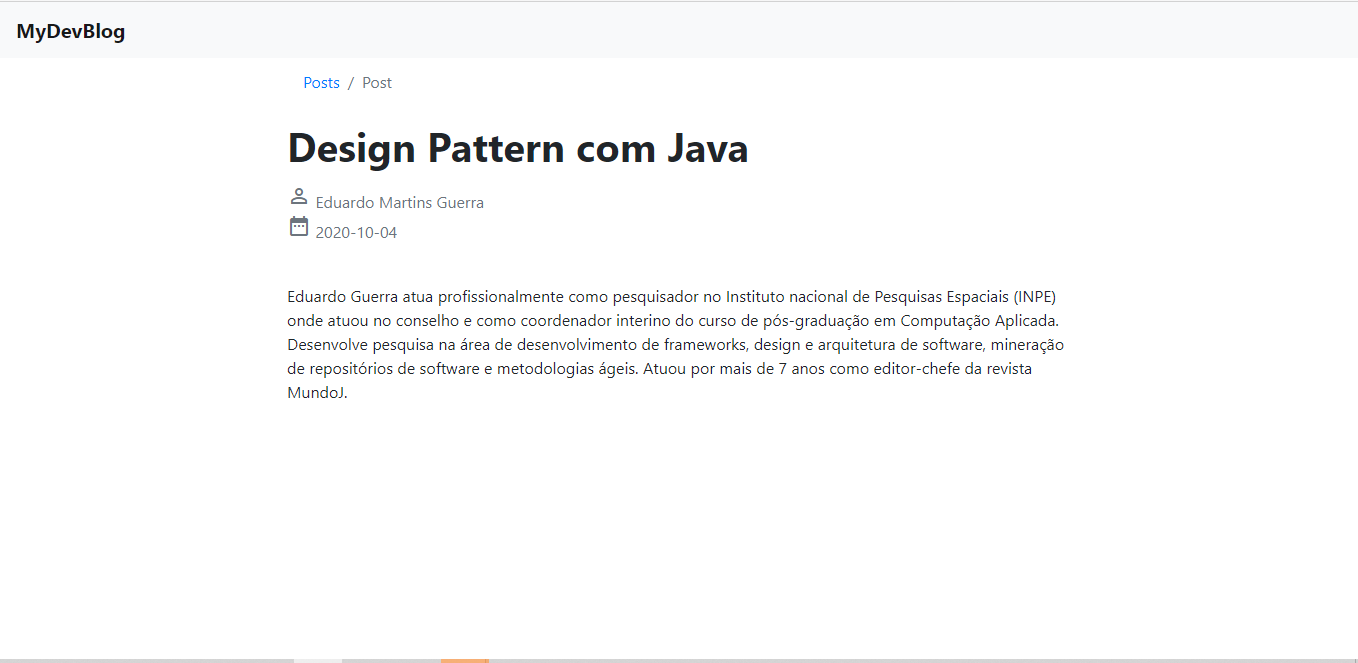 MyDevBlog
Posts / Post
Design Pattern com Java
Eduardo Martins Guerra
2020-10-04
Eduardo Guerra atua profissionalmente como pesquisador no Instituto nacional de Pesquisas Espaciais (INPE)
onde atuou no conselho e como coordenador interino do curso de pós-graduação em Computação Aplicada.
Desenvolve pesquisa na área de desenvolvimento de frameworks, design e arquitetura de software, mineração
de repositórios de software e metodologias ágeis. Atuou por mais de 7 anos como editor-chefe da revista
MundoJ.